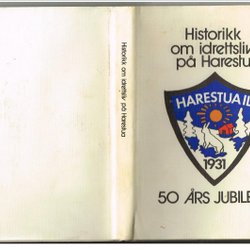 Historikk om idrettsliv på Harestua
Historikk
om idrettsliv
på Harestua
HARESTUA IL
1931
50 ÅRS JUBILE